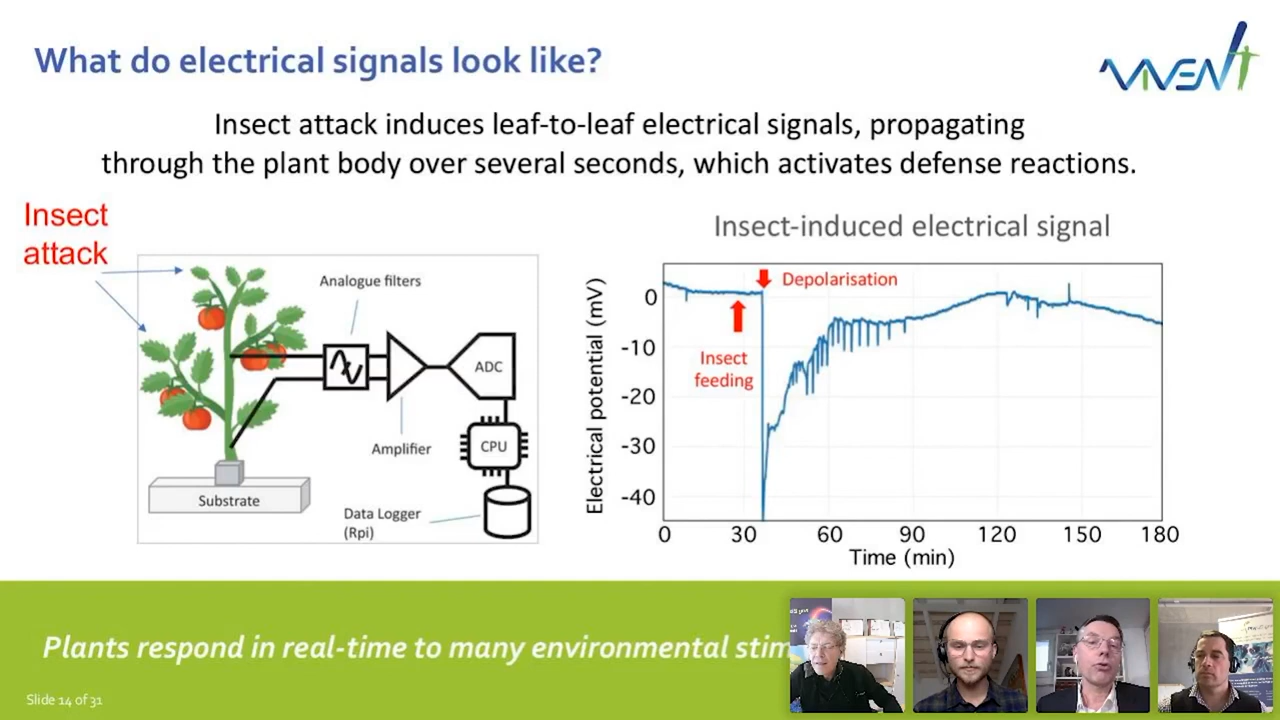 What do electrical signals look like?
VIVENT
Insect attack induces leaf-to-leaf electrical signals, propagating
through the plant body over several seconds, which activates defense reactions.
Insect
attack
Analogue filters
ADC
Amplifier
CPU
Substrate
Data Logger
(Rpi)
Insect-induced electrical signal
Depolarisation
Insect
feeding
Electrical potential (mV)
0
-10
-20
-30
-40
0 30 60 90 120 150 180
Time (min)
Plants respond in real-time to many environmental stim
Slide 14 of 31